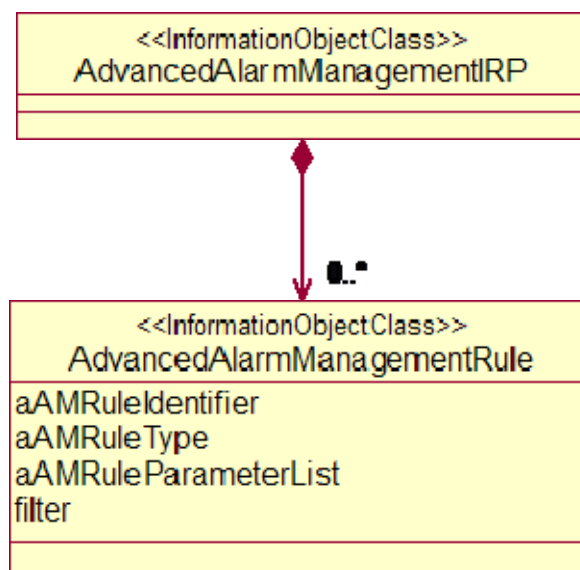 <<InformationObjectClass>>
AdvancedAlarmManagementIRP
0..*
<<InformationObjectClass>>
AdvancedAlarmManagementRule
aAMRuleIdentifier
aAMRuleType
aAMRuleParameterList
filter